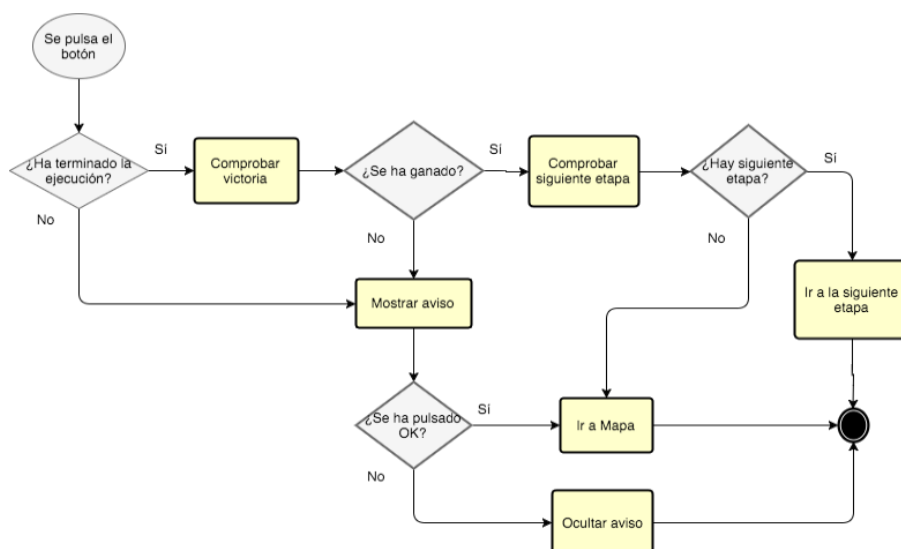 Se pulsa el
botón
¿Ha terminado la
ejecución?
Sí
Comprobar
victoria
¿Se ha ganado?
Sí
Comprobar
siguiente etapa
¿Hay siguiente
etapa?
Sí
No
No
No
Mostrar aviso
Ir a la siguiente
etapa
¿Se ha pulsado
OK?
Sí
Ir a Mapa
No
Ocultar aviso